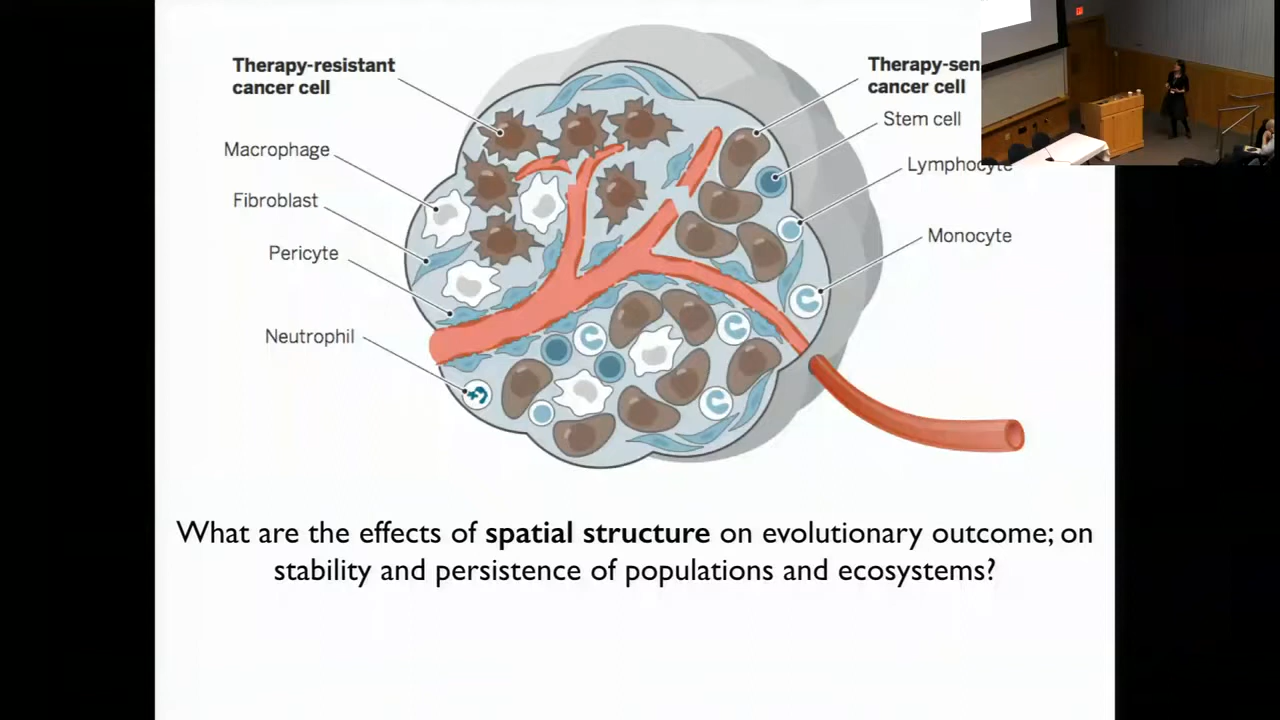 Therapy-resistant
cancer cell
Macrophage
Fibroblast
Pericyte
Neutrophil
Therapy-sen
cancer cell
Stem cell
Lymphocyte
Monocyte
What are the effects of spatial structure on evolutionary outcome; on
stability and persistence of populations and ecosystems?